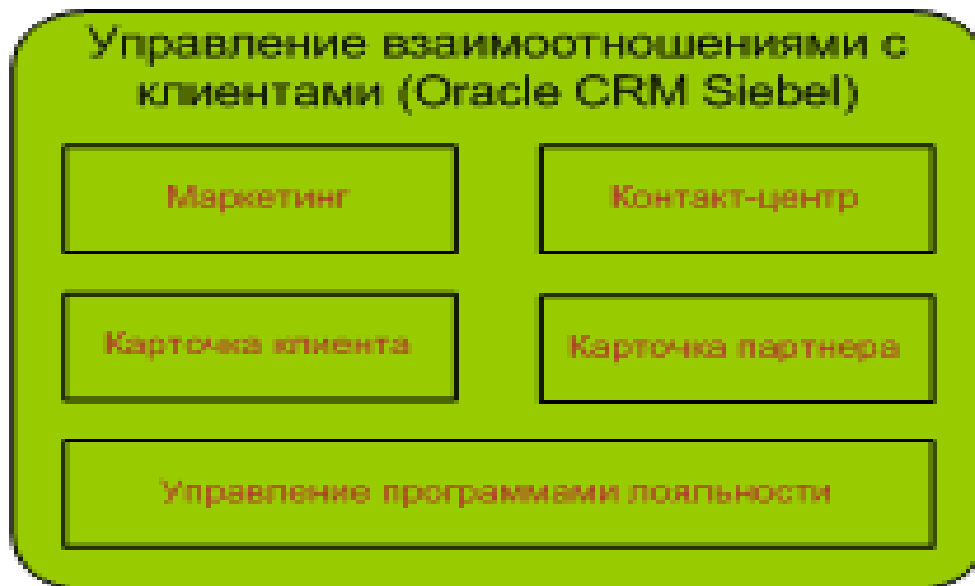 Управление взаимоотношениями с
клиентами (Oracle CRM Siebel)
Маркетинг
Контакт-центр
Карточка клиента
Карточка партнера
Управление программами лояльности